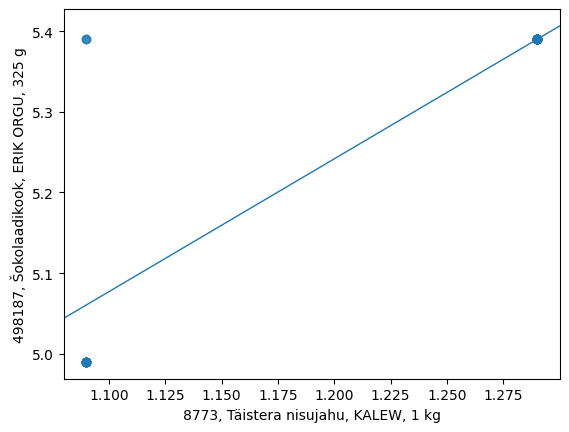 5.4
5.3
5.2
5.1
5.0
498187, Šokolaadikook, ERIK ORGU, 325 g
1.100 1.125 1.150 1.175 1.200 1.225 1.250 1.275
8773, Täistera nisujahu, KALEW, 1 kg